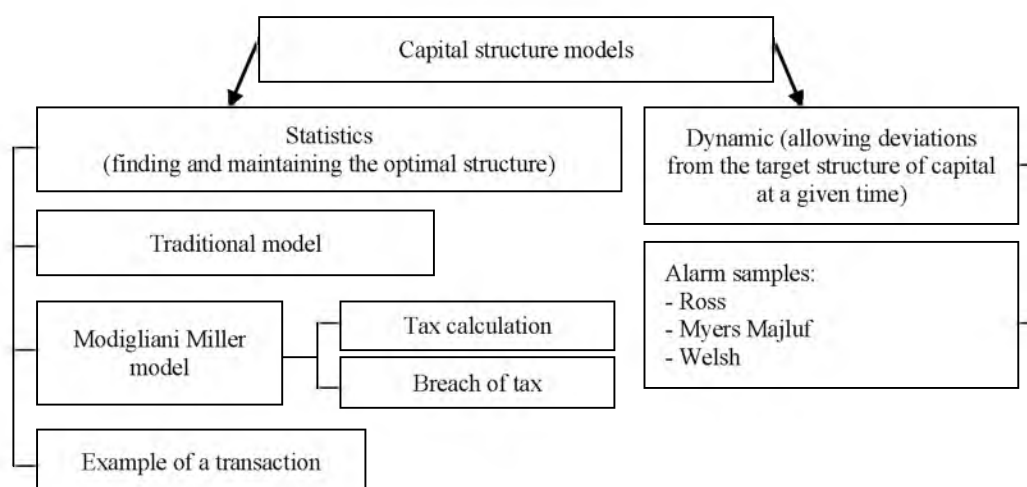 Capital structure models
Statistics
(finding and maintaining the optimal structure)
Dynamic (allowing deviations
from the target structure of capital
at a given time)
Traditional model
Alarm samples:
- Ross
- Myers Majluf
- Welsh
Modigliani Miller
model
Tax calculation
Breach of tax
Example of a transaction